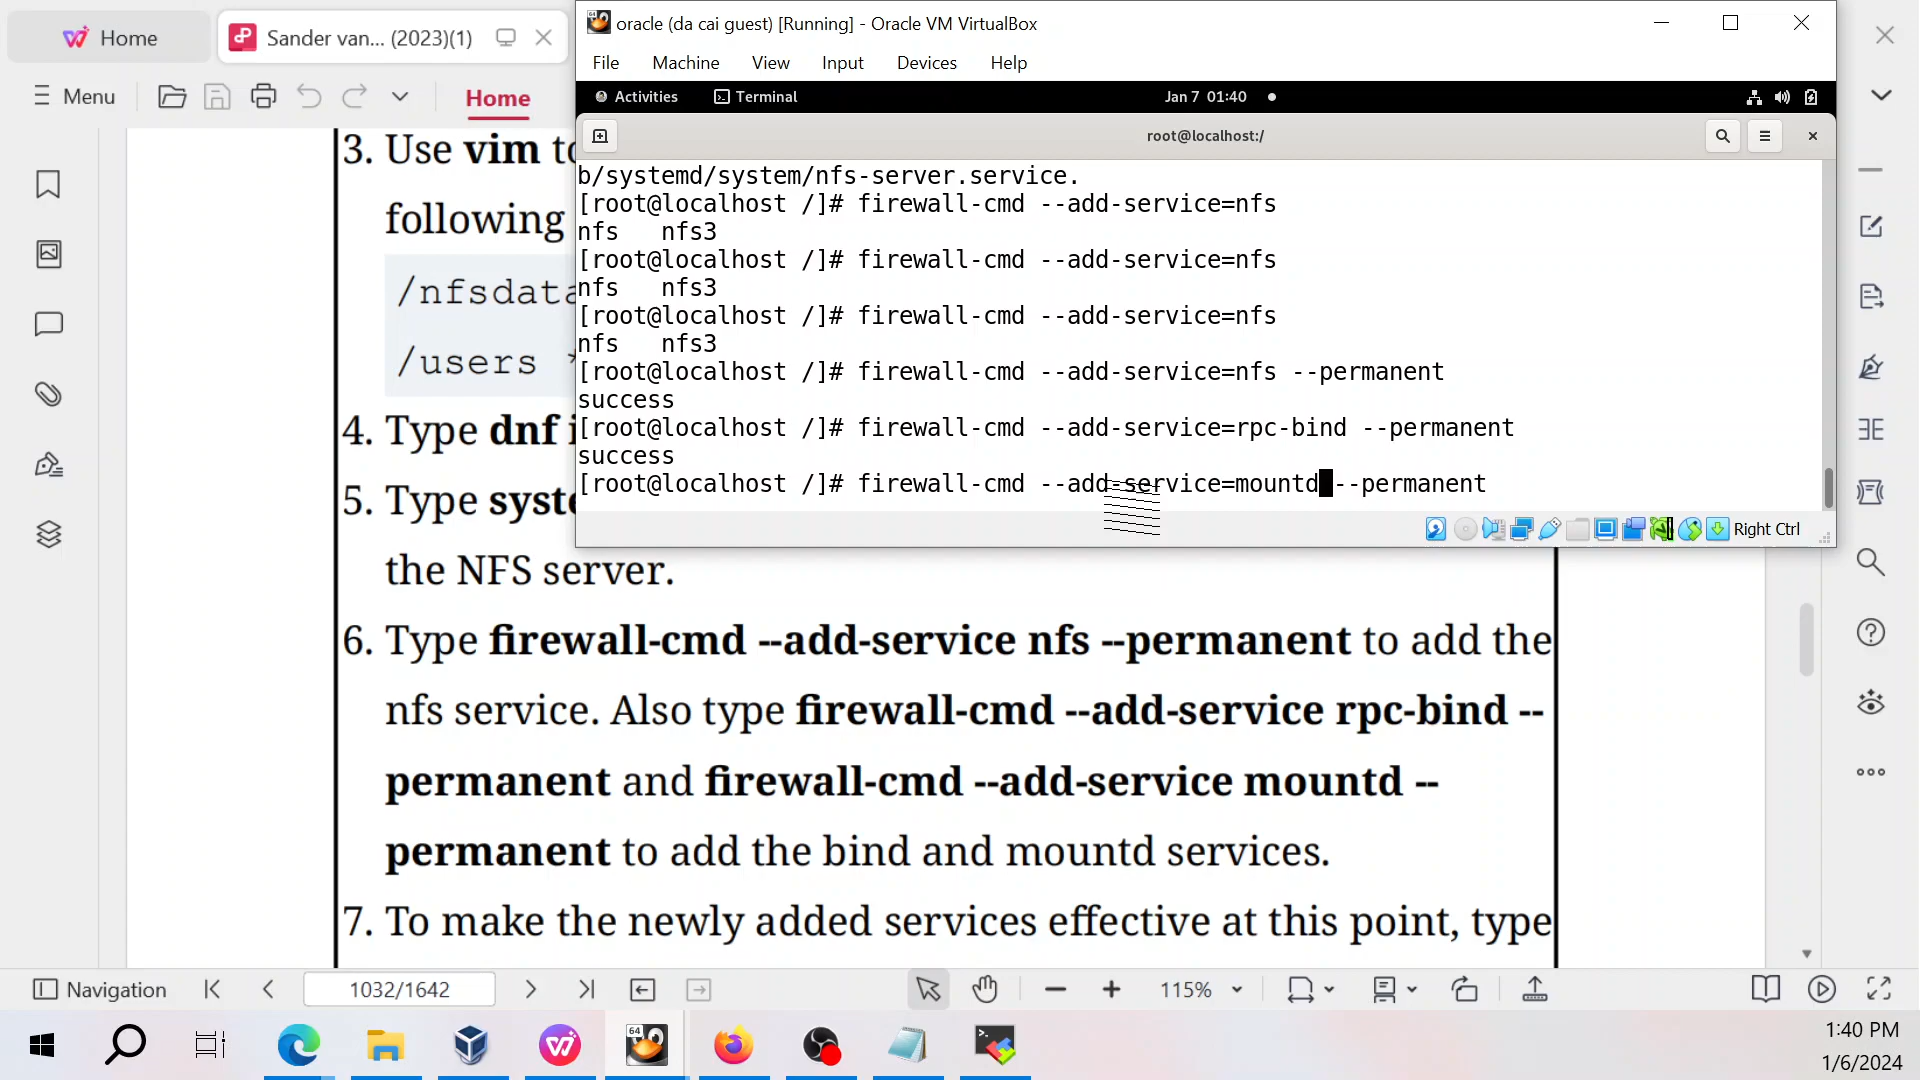 Home
Sander van... (2023)(1)
Menu
Home
oracle (da cai guest) [Running] - Oracle VM VirtualBox
File Machine View Input Devices Help
Activities Terminal Jan 7 01:40
root@localhost:/
b/systemd/system/nfs-server.service.
[root@localhost /]# firewall-cmd --add-service=nfs
nfs nfs3
[root@localhost /]# firewall-cmd --add-service=nfs
nfs nfs3
[root@localhost /]# firewall-cmd --add-service=nfs
nfs nfs3
[root@localhost /]# firewall-cmd --add-service=nfs --permanent
success
[root@localhost /]# firewall-cmd --add-service=rpc-bind --permanent
success
[root@localhost /]# firewall-cmd --add-service=mountd --permanent
Right Ctrl
3. Use vim to
following
/nfsdata
/users *
4. Type dnf i
5. Type syste
the NFS server.
6. Type firewall-cmd --add-service nfs --permanent to add the
nfs service. Also type firewall-cmd --add-service rpc-bind --
permanent and firewall-cmd --add-service mountd --
permanent to add the bind and mountd services.
7. To make the newly added services effective at this point, type
Navigation
1032/1642
115%
64
1:40 PM
1/6/2024